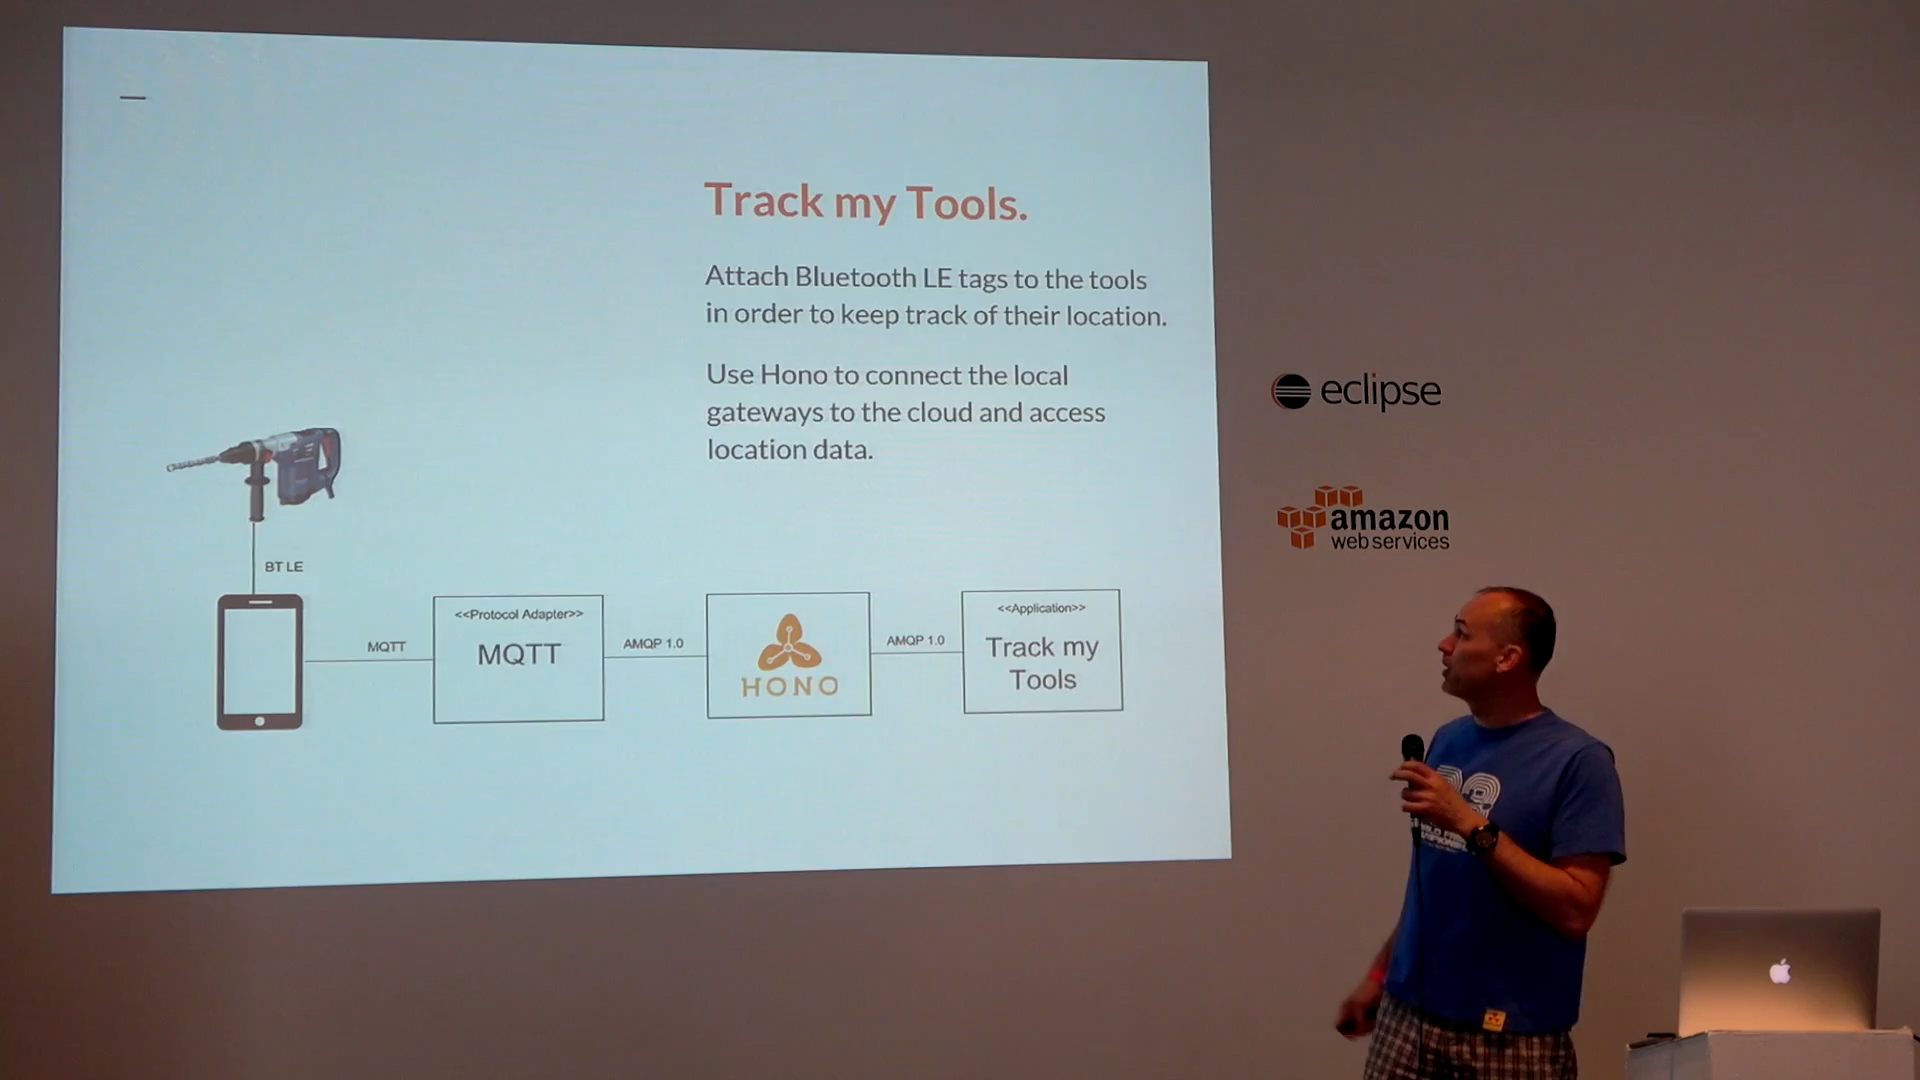 Track my Tools.
Attach Bluetooth LE tags to the tools
in order to keep track of their location.
Use Hono to connect the local
gateways to the cloud and access
location data.
BT LE
MQTT
<<Protocol Adapter>>
MQTT
AMQP 1.0
HONO
AMQP 1.0
<<Application>>
Track my
Tools
eclipse
amazon
web services